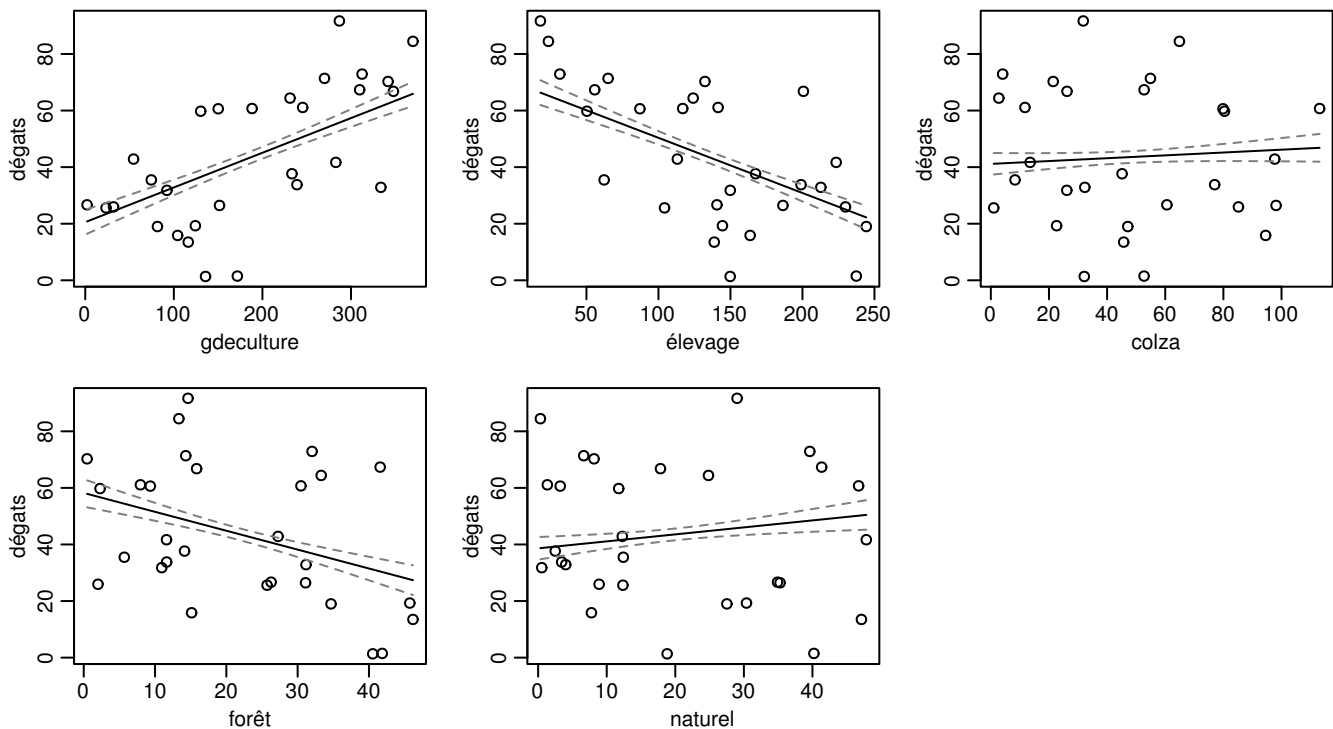 dégats
0 20 40 60 80
0 100 200 300
gdeculture
dégats
0 20 40 60 80
50 100 150 200 250
élevage
dégats
0 20 40 60 80
0 20 40 60 80 100
colza
dégats
0 20 40 60 80
0 10 20 30 40
forêt
dégats
0 20 40 60 80
0 10 20 30 40
naturel